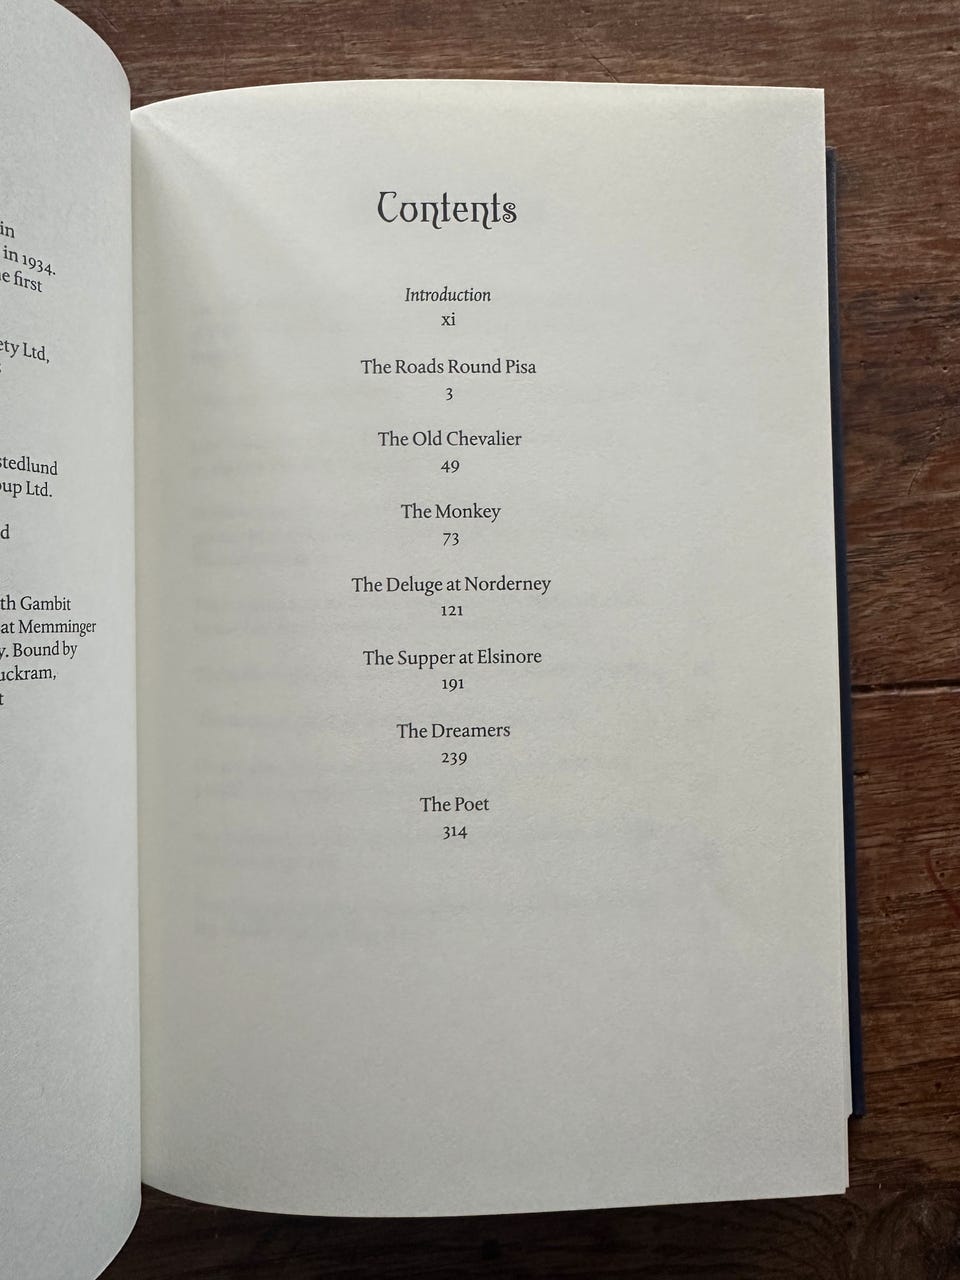 in
in 1934.
e first
ety Ltd,
stedlund
oup Ltd.
d
th Gambit
at Memminger
y. Bound by
uckram,
t
Contents
Introduction
xi
The Roads Round Pisa
3
The Old Chevalier
49
The Monkey
73
The Deluge at Norderney
121
The Supper at Elsinore
191
The Dreamers
239
The Poet
314